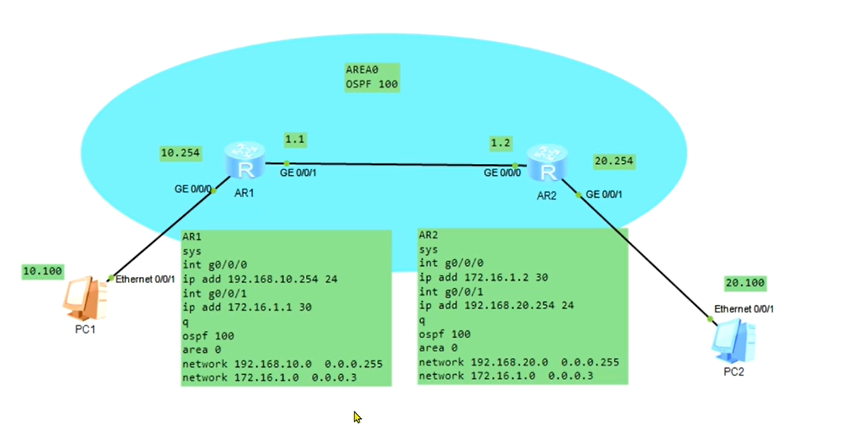 AREA0
OSPF 100
1.1
1.2
10.254
20.254
GE 0/0/1
GE 0/0/0
GE 0/0/0
GE 0/0/1
AR1
AR2
R
R
10.100
Ethernet 0/0/1
PC1
AR1
sys
int g0/0/0
ip add 192.168.10.254 24
int g0/0/1
ip add 172.16.1.1 30
q
ospf 100
area 0
network 192.168.10.0  0.0.0.255
network 172.16.1.0  0.0.0.3
AR2
sys
int g0/0/0
ip add 172.16.1.2 30
int g0/0/1
ip add 192.168.20.254 24
q
ospf 100
area 0
network 192.168.20.0  0.0.0.255
network 172.16.1.0  0.0.0.3
20.100
Ethernet 0/0/1
PC2